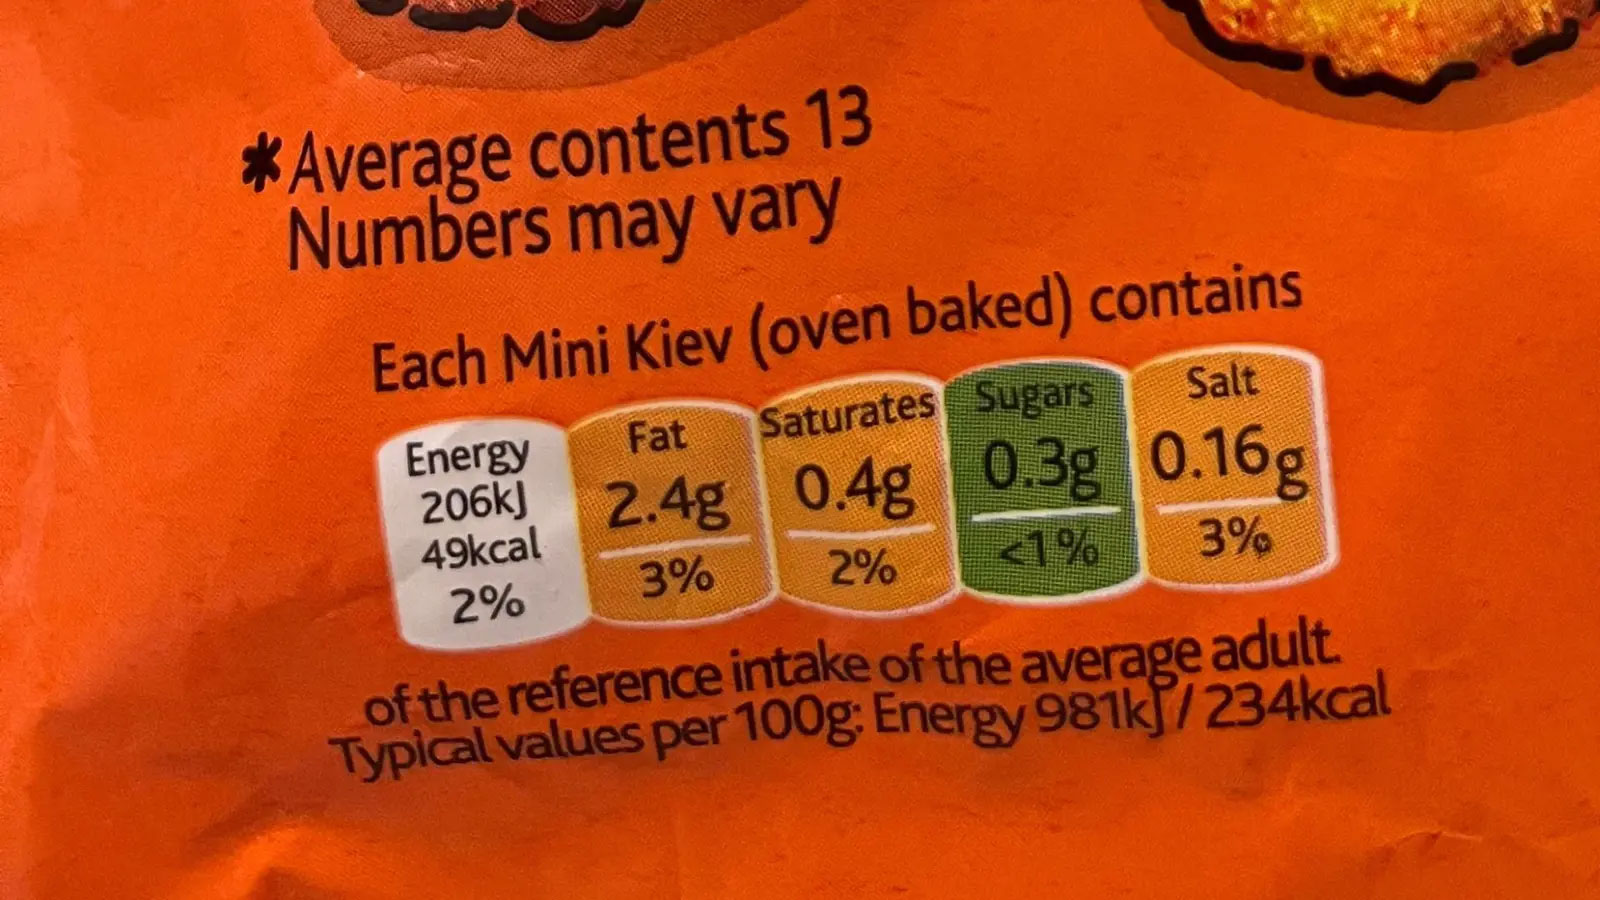 *Average contents 13
Numbers may vary
Each Mini Kiev (oven baked) contains
Energy
206kJ
49kcal
2%
Fat
2.4g
3%
Saturates
0.4g
2%
Sugars
0.3g
<1%
Salt
0.16g
3%
of the reference intake of the average adult.
Typical values per 100g: Energy 981kJ / 234kcal